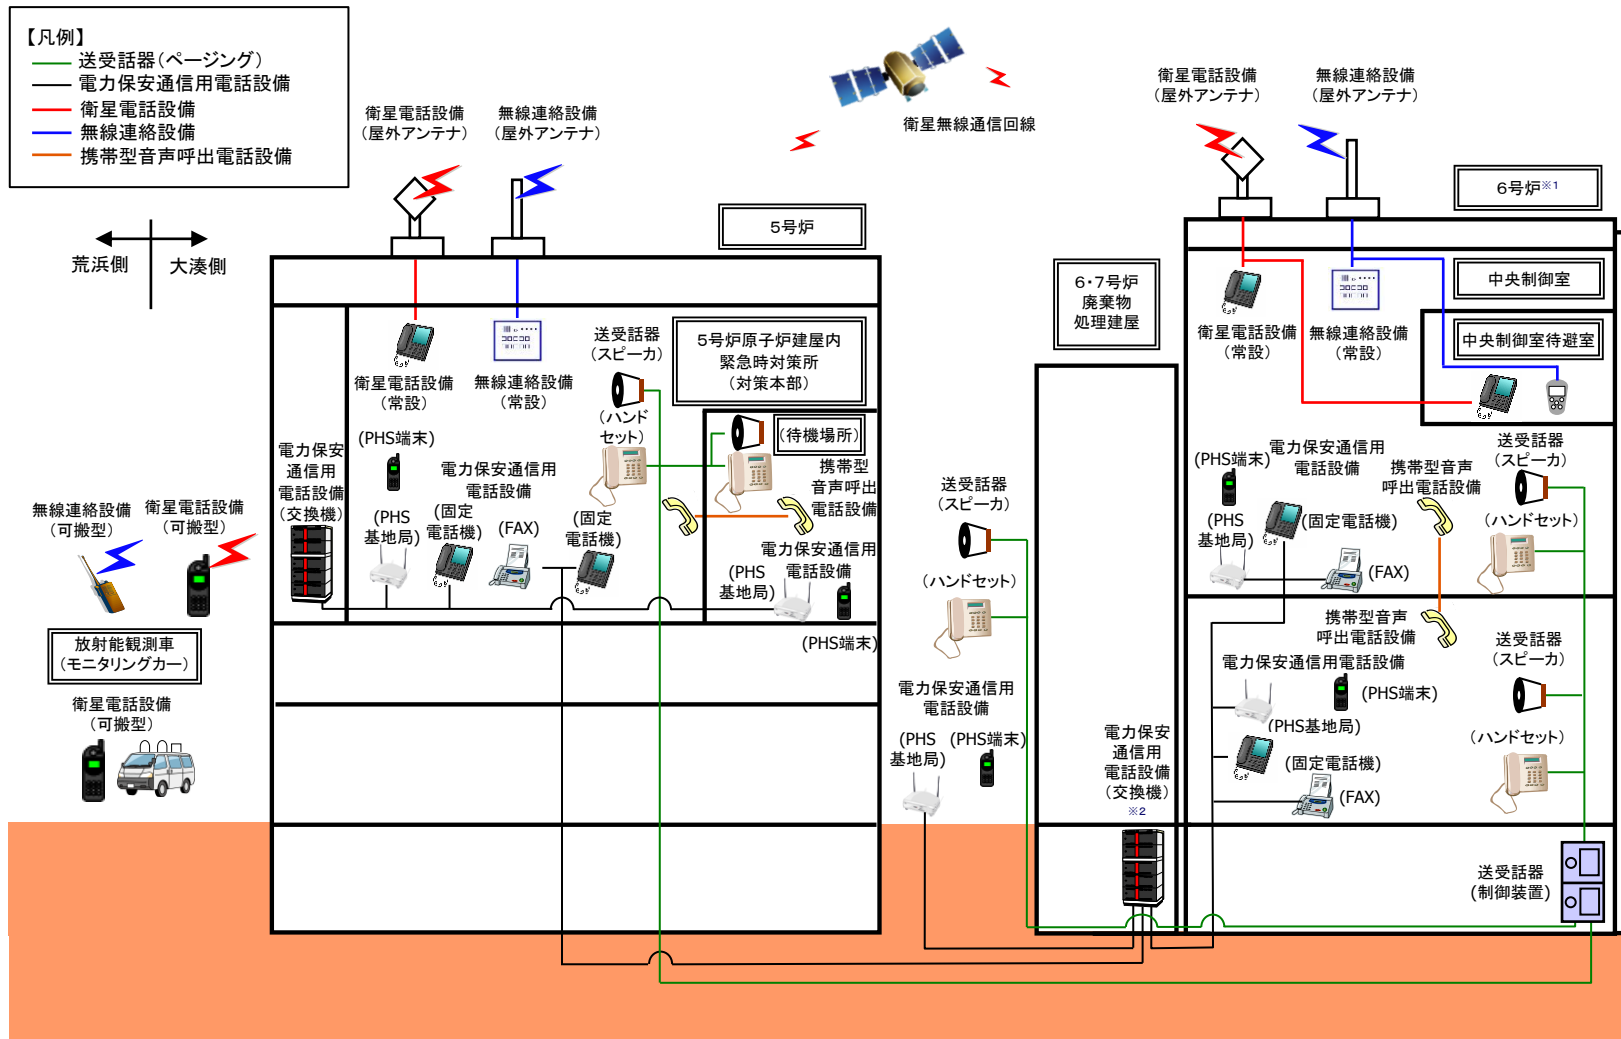 【凡例】
送受話器（ページング）
電力保安通信用電話設備
衛星電話設備
無線連絡設備
携帯型音声呼出電話設備
荒浜側
大湊側
衛星電話設備
（屋外アンテナ）
無線連絡設備
（屋外アンテナ）
衛星無線通信回線
5号炉
衛星電話設備
（屋外アンテナ）
無線連絡設備
（屋外アンテナ）
6号炉※1
6・7号炉
廃棄物
処理建屋
中央制御室
中央制御室待避室
衛星電話設備
（常設）
無線連絡設備
（常設）
送受話器
（スピーカ）
（ハンド
セット）
5号炉原子炉建屋内
緊急時対策所
（対策本部）
（待機場所）
衛星電話設備
（常設）
無線連絡設備
（常設）
電力保安
通信用
電話設備
（交換機）
(PHS端末)
電力保安通信用
電話設備
(PHS
基地局)
(固定
電話機)
(FAX)
(固定
電話機)
携帯型
音声呼出
電話設備
電力保安通信用
電話設備
(PHS
基地局)
(PHS端末)
無線連絡設備
（可搬型）
衛星電話設備
（可搬型）
放射能観測車
（モニタリングカー）
衛星電話設備
（可搬型）
送受話器
（スピーカ）
（ハンドセット）
電力保安通信用
電話設備
(PHS
基地局)
(PHS端末)
電力保安
通信用
電話設備
（交換機）
※2
(PHS端末)
電力保安通信用
電話設備
(PHS
基地局)
(固定電話機)
(FAX)
携帯型音声
呼出電話設備
送受話器
（スピーカ）
（ハンドセット）
携帯型音声
呼出電話設備
電力保安通信用電話設備
(PHS端末)
(PHS基地局)
(固定電話機)
(FAX)
送受話器
（スピーカ）
（ハンドセット）
送受話器
（制御装置）